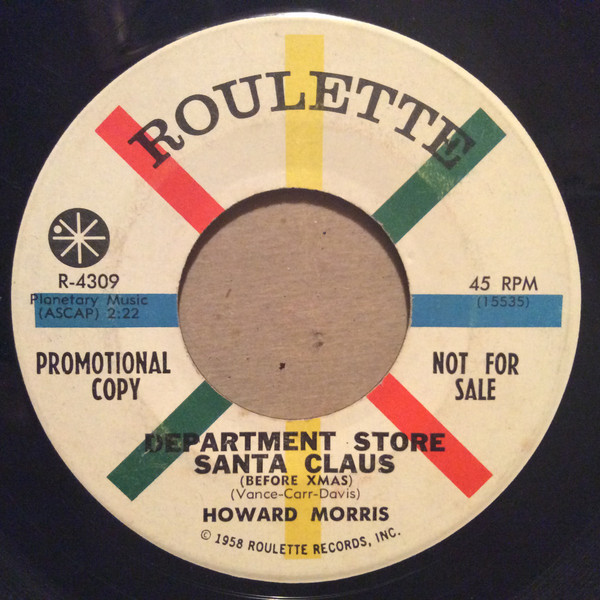 ROULETTE
R-4309
Planetary Music
(ASCAP) 2:22
45 RPM
(15535)
PROMOTIONAL
COPY
NOT FOR
SALE
DEPARTMENT STORE
SANTA CLAUS
(BEFORE XMAS)
(Vance-Carr-Davis)
HOWARD MORRIS
© 1958 ROULETTE RECORDS, INC.